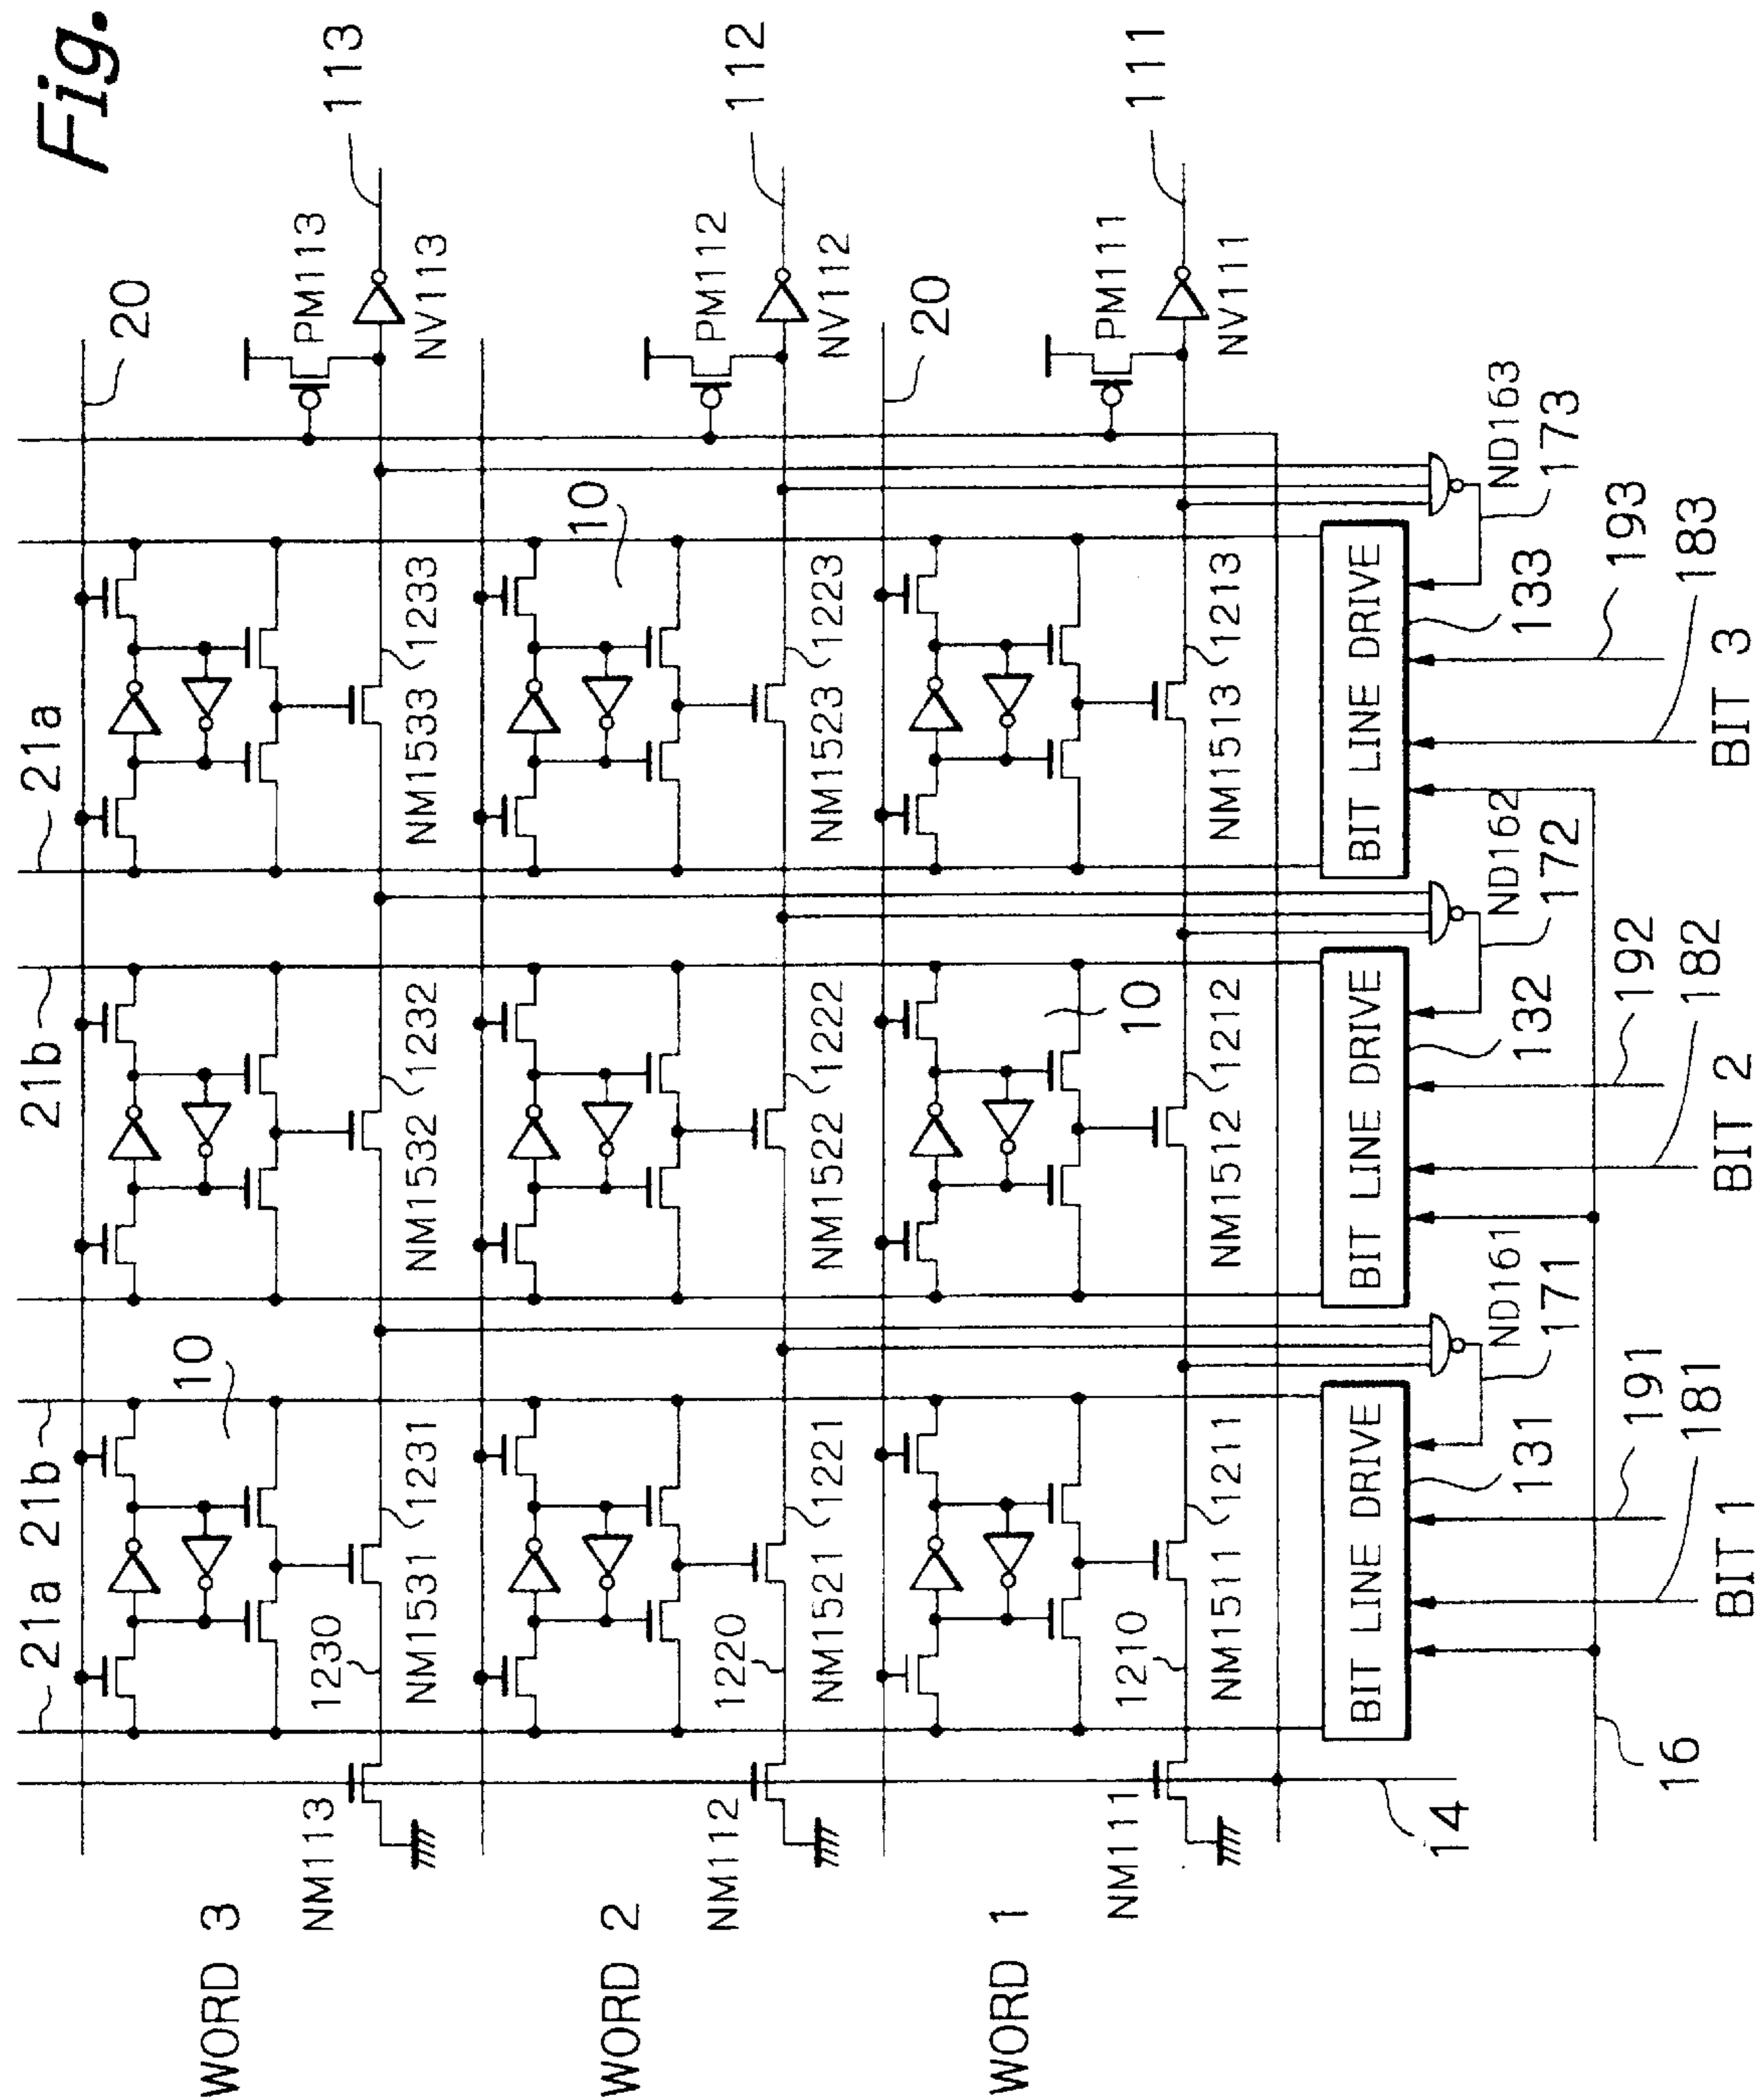 Fig.
21a
21b
21b
21a
20
WORD 3
10
PM113
113
NV113
NM113
1230
NM1531
1231
NM1532
1232
NM1533
1233
WORD 2
10
PM112
112
NV112
NM112
1220
NM1521
1221
NM1522
1222
NM1523
1223
20
WORD 1
10
PM111
111
NV111
NM111
1210
NM1511
1211
NM1512
1212
NM1513
1213
BIT LINE DRIVE
BIT LINE DRIVE
BIT LINE DRIVE
14
131
ND161
171
132
ND162
172
133
ND163
173
16
181
191
182
192
183
193
BIT 1
BIT 2
BIT 3